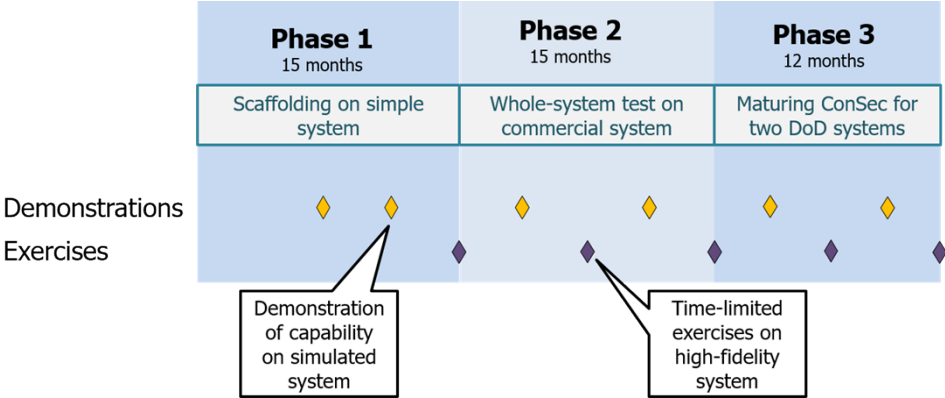 Phase 1
15 months
Phase 2
15 months
Phase 3
12 months
Scaffolding on simple
system
Whole-system test on
commercial system
Maturing ConSec for
two DoD systems
Demonstrations
Exercises
Demonstration
of capability
on simulated
system
Time-limited
exercises on
high-fidelity
system